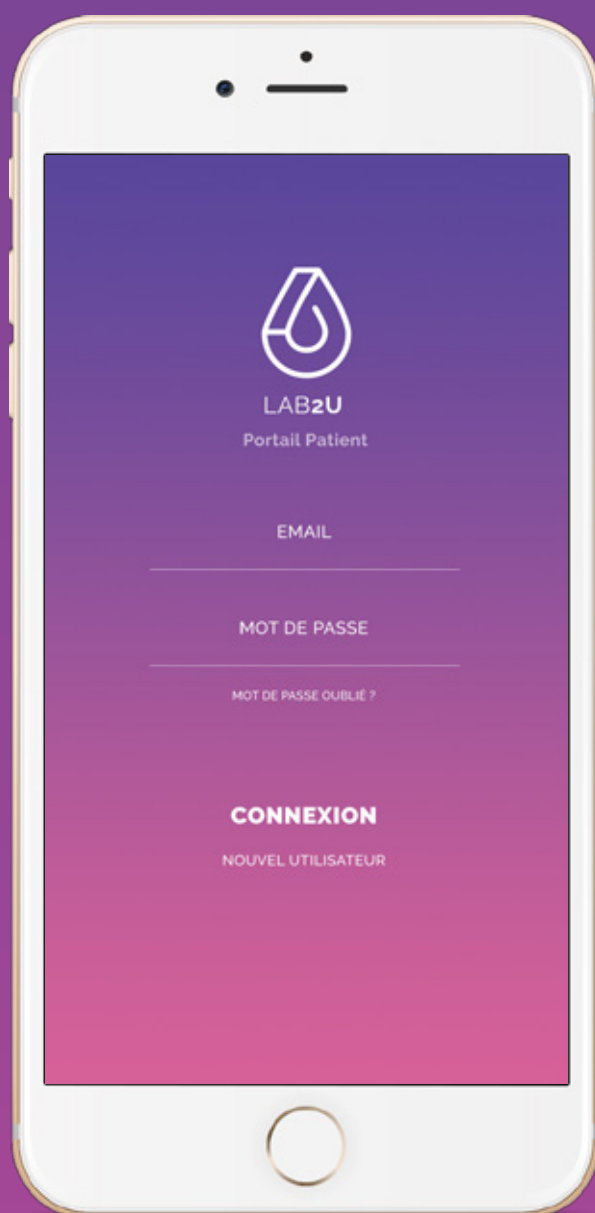 LAB2U
Portail Patient
EMAIL
MOT DE PASSE
MOT DE PASSE OUBLIÉ ?
CONNEXION
NOUVEL UTILISATEUR